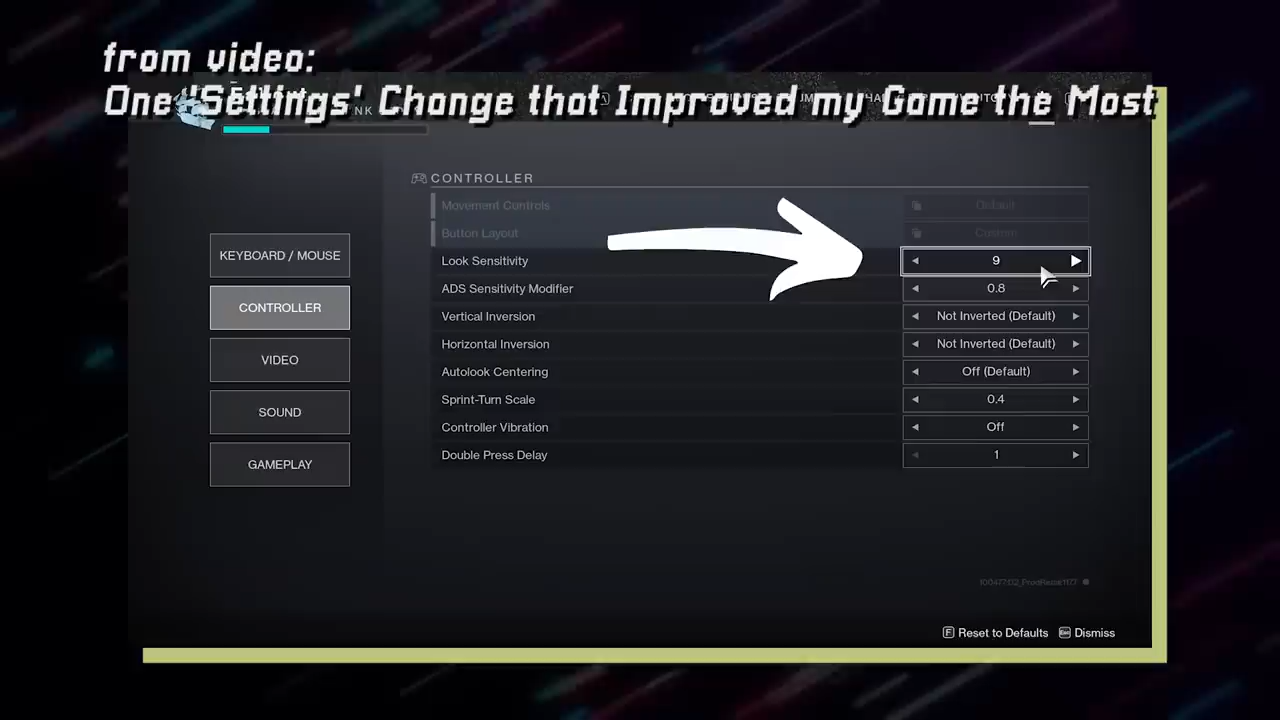 from video:
One 'Settings' Change that Improved my Game the Most
CONTROLLER
Movement Controls Default
Button Layout Custom
Look Sensitivity 9
ADS Sensitivity Modifier 0.8
Vertical Inversion Not Inverted (Default)
Horizontal Inversion Not Inverted (Default)
Autolook Centering Off (Default)
Sprint-Turn Scale 0.4
Controller Vibration Off
Double Press Delay 1
KEYBOARD / MOUSE
CONTROLLER
VIDEO
SOUND
GAMEPLAY
F Reset to Defaults Esc Dismiss